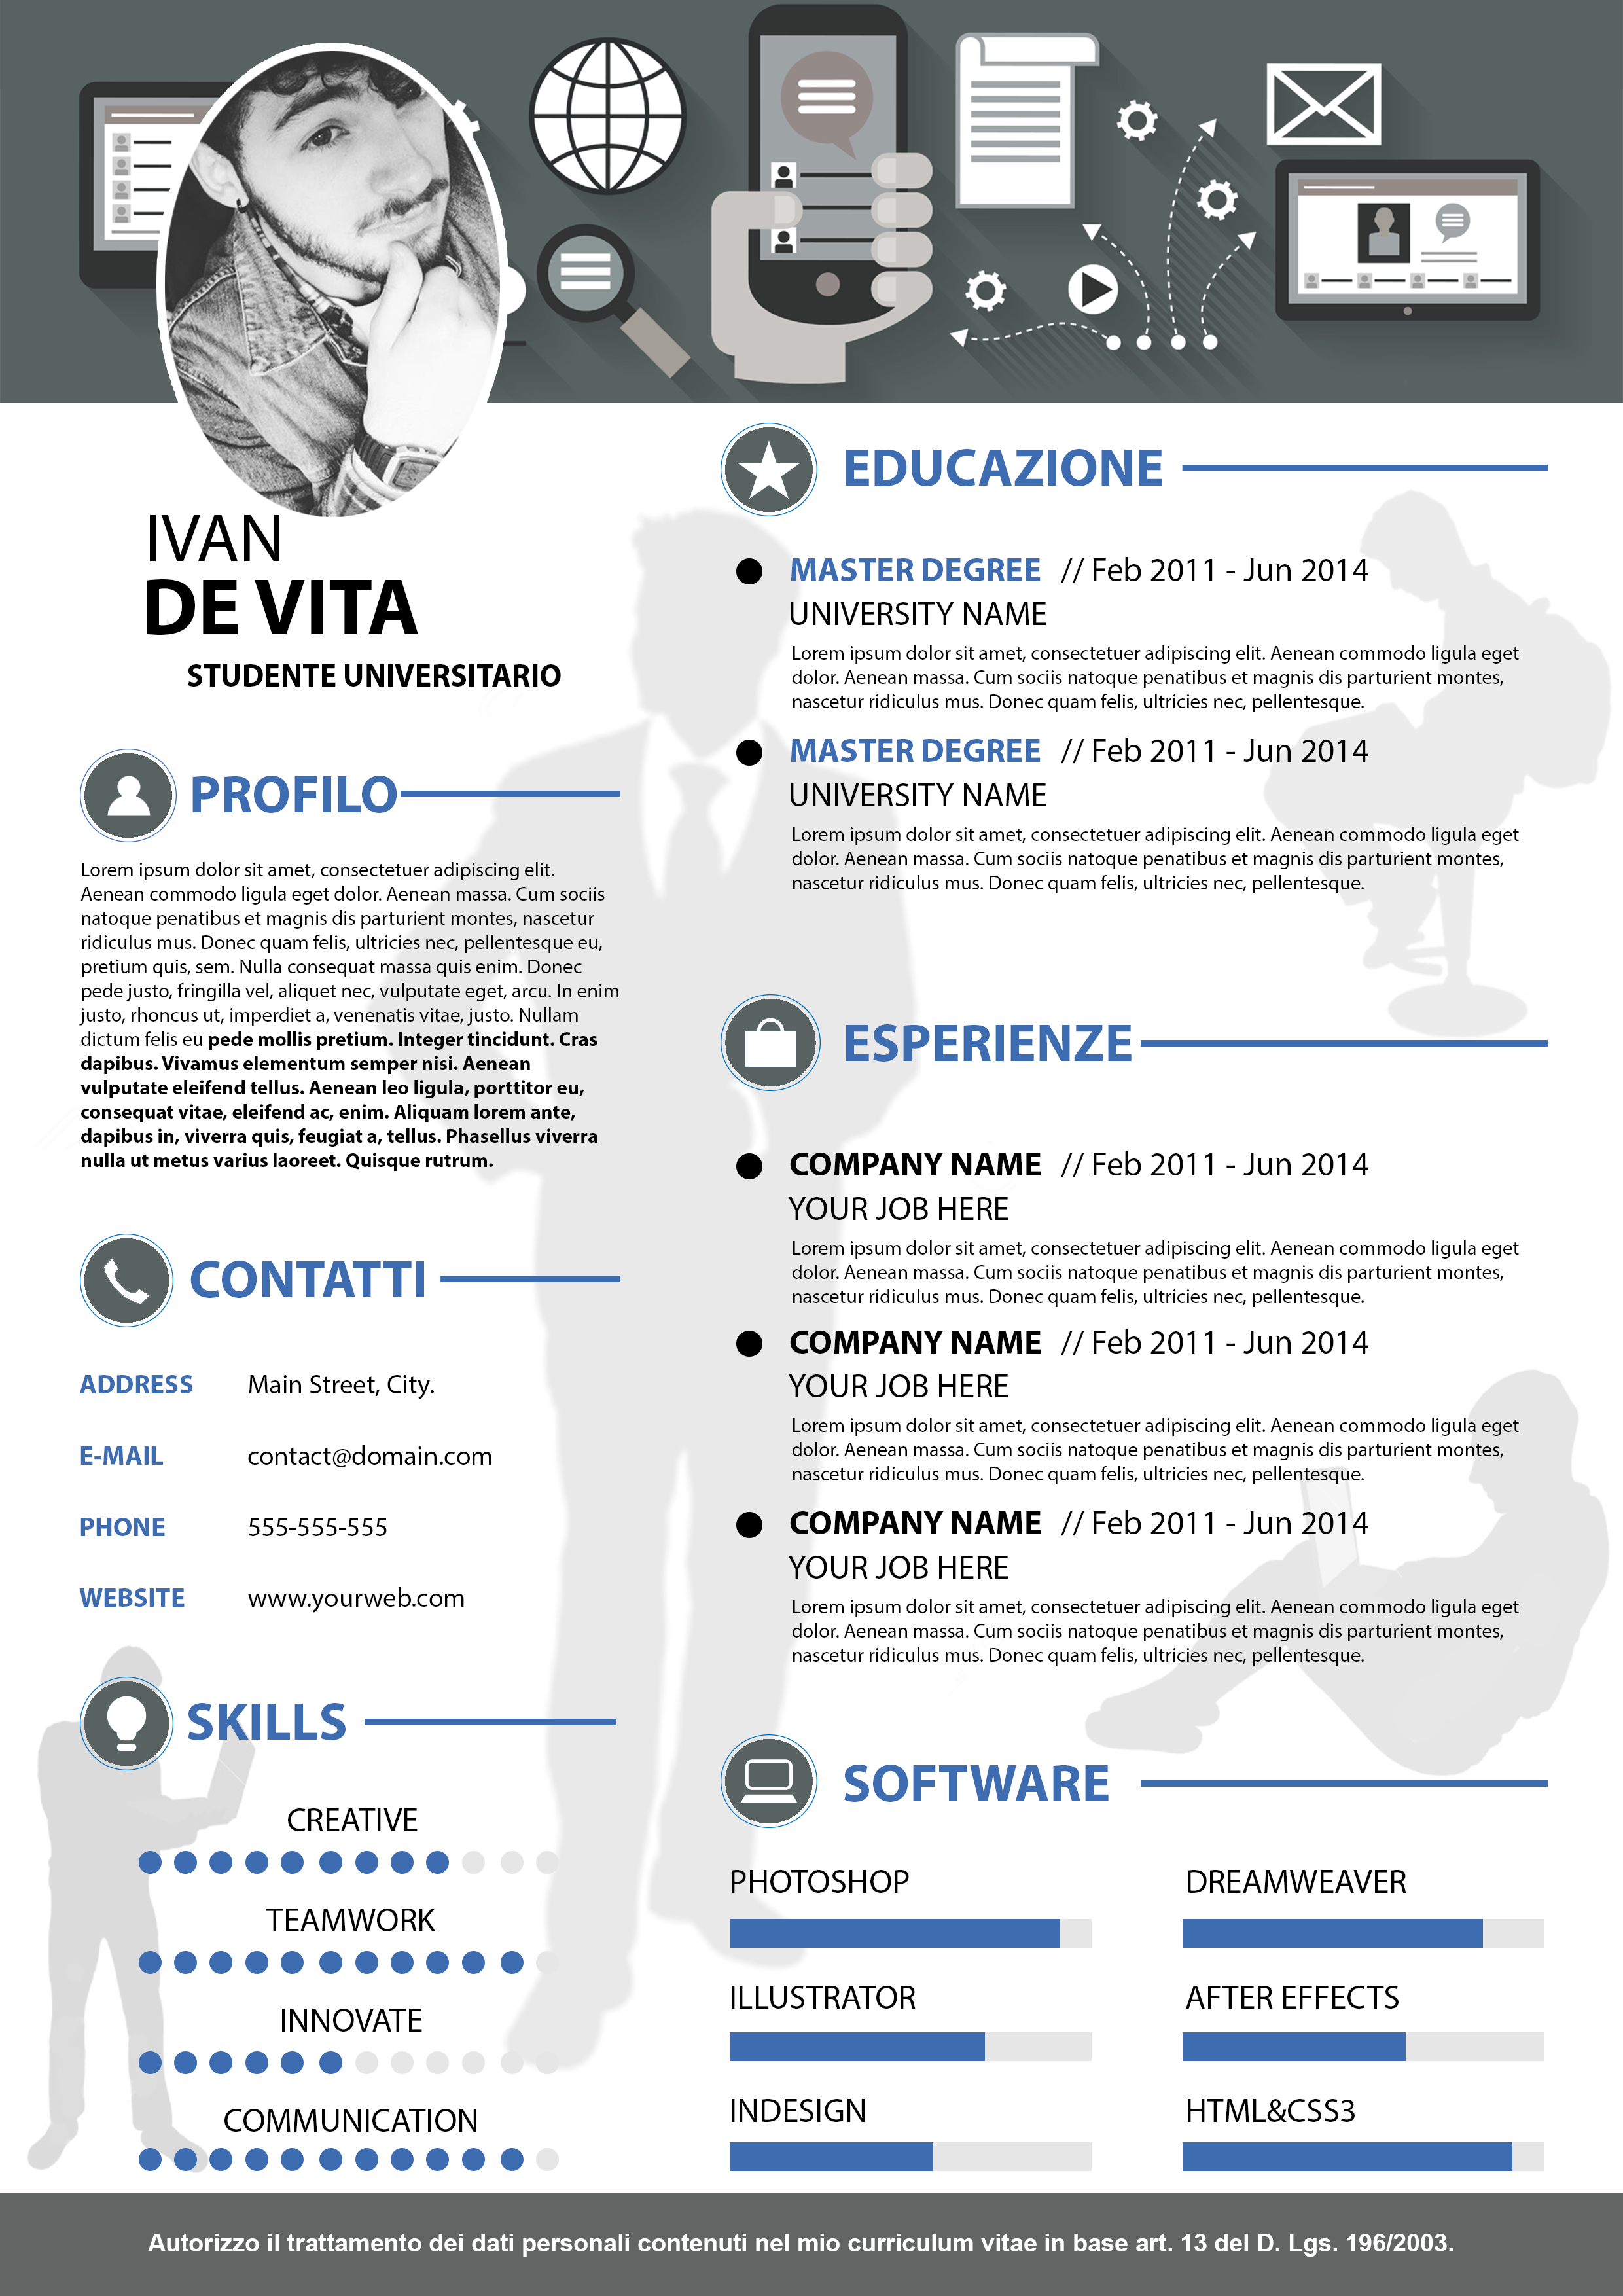 IVAN
DE VITA
STUDENTE UNIVERSITARIO
PROFILO
Lorem ipsum dolor sit amet, consectetuer adipiscing elit.
Aenean commodo ligula eget dolor. Aenean massa. Cum sociis
natoque penatibus et magnis dis parturient montes, nascetur
ridiculus mus. Donec quam felis, ultricies nec, pellentesque eu,
pretium quis, sem. Nulla consequat massa quis enim. Donec
pede justo, fringilla vel, aliquet nec, vulputate eget, arcu. In enim
justo, rhoncus ut, imperdiet a, venenatis vitae, justo. Nullam
dictum felis eu pede mollis pretium. Integer tincidunt. Cras
dapibus. Vivamus elementum semper nisi. Aenean
vulputate eleifend tellus. Aenean leo ligula, porttitor eu,
consequat vitae, eleifend ac, enim. Aliquam lorem ante,
dapibus in, viverra quis, feugiat a, tellus. Phasellus viverra
nulla ut metus varius laoreet. Quisque rutrum.
CONTATTI
ADDRESS Main Street, City.
E-MAIL contact@domain.com
PHONE 555-555-555
WEBSITE www.yourweb.com
SKILLS
CREATIVE
TEAMWORK
INNOVATE
COMMUNICATION
EDUCAZIONE
MASTER DEGREE // Feb 2011 - Jun 2014
UNIVERSITY NAME
Lorem ipsum dolor sit amet, consectetuer adipiscing elit. Aenean commodo ligula eget
dolor. Aenean massa. Cum sociis natoque penatibus et magnis dis parturient montes,
nascetur ridiculus mus. Donec quam felis, ultricies nec, pellentesque.
MASTER DEGREE // Feb 2011 - Jun 2014
UNIVERSITY NAME
Lorem ipsum dolor sit amet, consectetuer adipiscing elit. Aenean commodo ligula eget
dolor. Aenean massa. Cum sociis natoque penatibus et magnis dis parturient montes,
nascetur ridiculus mus. Donec quam felis, ultricies nec, pellentesque.
ESPERIENZE
COMPANY NAME // Feb 2011 - Jun 2014
YOUR JOB HERE
Lorem ipsum dolor sit amet, consectetuer adipiscing elit. Aenean commodo ligula eget
dolor. Aenean massa. Cum sociis natoque penatibus et magnis dis parturient montes,
nascetur ridiculus mus. Donec quam felis, ultricies nec, pellentesque.
COMPANY NAME // Feb 2011 - Jun 2014
YOUR JOB HERE
Lorem ipsum dolor sit amet, consectetuer adipiscing elit. Aenean commodo ligula eget
dolor. Aenean massa. Cum sociis natoque penatibus et magnis dis parturient montes,
nascetur ridiculus mus. Donec quam felis, ultricies nec, pellentesque.
COMPANY NAME // Feb 2011 - Jun 2014
YOUR JOB HERE
Lorem ipsum dolor sit amet, consectetuer adipiscing elit. Aenean commodo ligula eget
dolor. Aenean massa. Cum sociis natoque penatibus et magnis dis parturient montes,
nascetur ridiculus mus. Donec quam felis, ultricies nec, pellentesque.
SOFTWARE
PHOTOSHOP
DREAMWEAVER
ILLUSTRATOR
AFTER EFFECTS
INDESIGN
HTML&CSS3
Autorizzo il trattamento dei dati personali contenuti nel mio curriculum vitae in base art. 13 del D. Lgs. 196/2003.